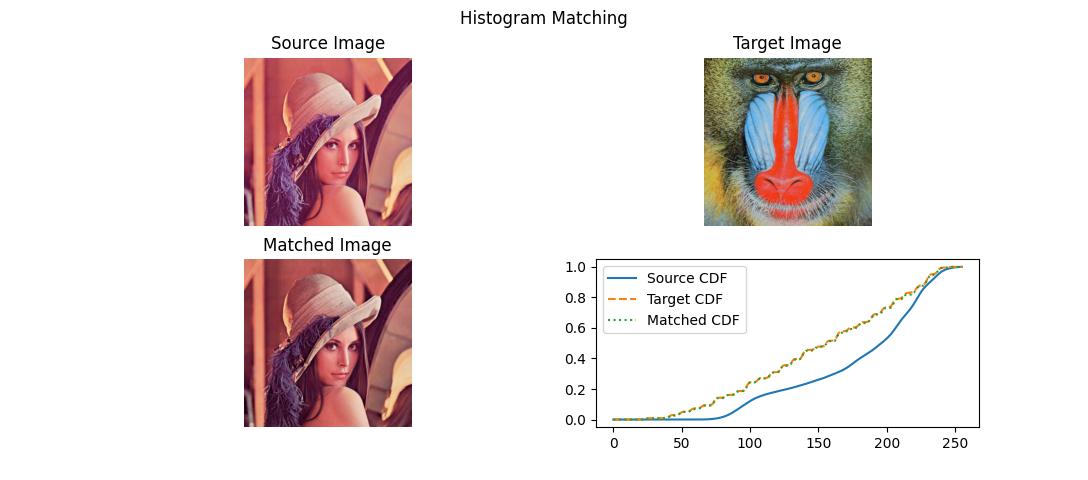 Histogram Matching
Source Image
Target Image
Matched Image
1.0
0.8
0.6
0.4
0.2
0.0
Source CDF
Target CDF
Matched CDF
0 50 100 150 200 250